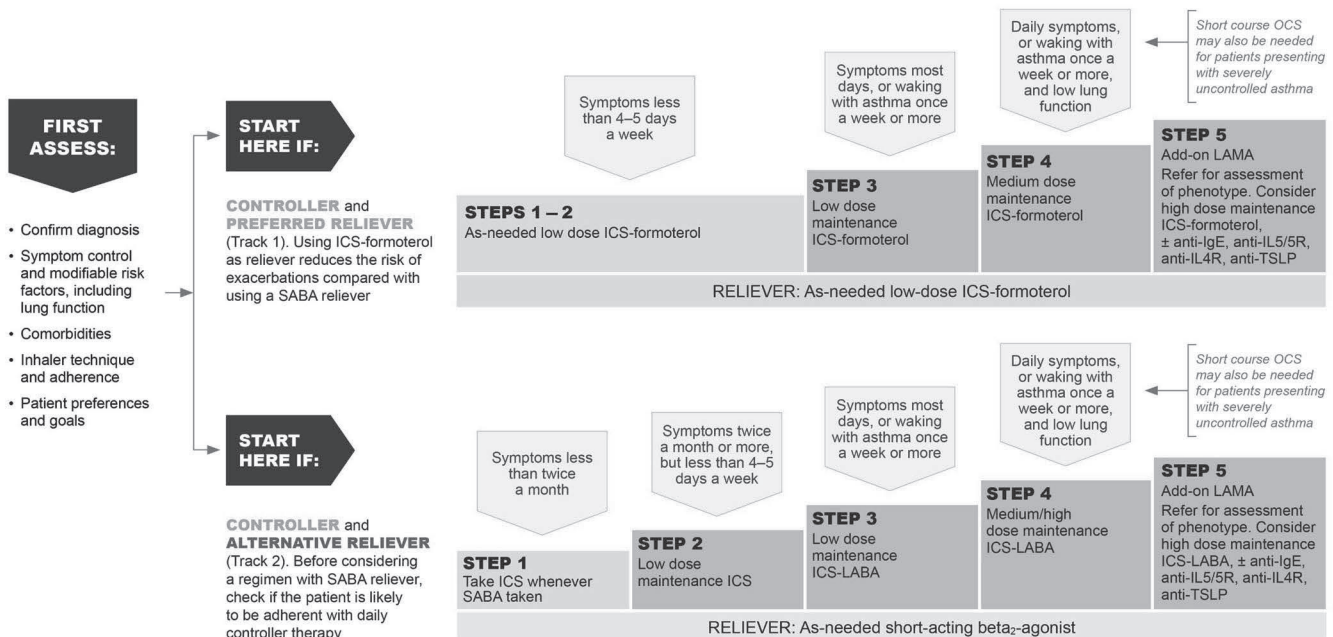 FIRST
ASSESS:
• Confirm diagnosis
• Symptom control
and modifiable risk
factors, including
lung function
• Comorbidities
• Inhaler technique
and adherence
• Patient preferences
and goals
START
HERE IF:
CONTROLLER and
PREFERRED RELIEVER
(Track 1). Using ICS-formoterol
as reliever reduces the risk of
exacerbations compared with
using a SABA reliever
Symptoms less
than 4–5 days
a week
Symptoms most
days, or waking
with asthma once
a week or more
Daily symptoms,
or waking with
asthma once a
week or more,
and low lung
function
Short course OCS
may also be needed
for patients presenting
with severely
uncontrolled asthma
STEPS 1 – 2
As-needed low dose ICS-formoterol
STEP 3
Low dose
maintenance
ICS-formoterol
STEP 4
Medium dose
maintenance
ICS-formoterol
STEP 5
Add-on LAMA
Refer for assessment
of phenotype. Consider
high dose maintenance
ICS-formoterol,
± anti-IgE, anti-IL5/5R,
anti-IL4R, anti-TSLP
RELIEVER: As-needed low-dose ICS-formoterol
START
HERE IF:
CONTROLLER and
ALTERNATIVE RELIEVER
(Track 2). Before considering
a regimen with SABA reliever,
check if the patient is likely
to be adherent with daily
controller therapy
Symptoms less
than twice
a month
Symptoms twice
a month or more,
but less than 4–5
days a week
Symptoms most
days, or waking
with asthma once
a week or more
Daily symptoms,
or waking with
asthma once a
week or more,
and low lung
function
Short course OCS
may also be needed
for patients presenting
with severely
uncontrolled asthma
STEP 1
Take ICS whenever
SABA taken
STEP 2
Low dose
maintenance ICS
STEP 3
Low dose
maintenance
ICS-LABA
STEP 4
Medium/high
dose maintenance
ICS-LABA
STEP 5
Add-on LAMA
Refer for assessment
of phenotype. Consider
high dose maintenance
ICS-LABA, ± anti-IgE,
anti-IL5/5R, anti-IL4R,
anti-TSLP
RELIEVER: As-needed short-acting beta₂-agonist